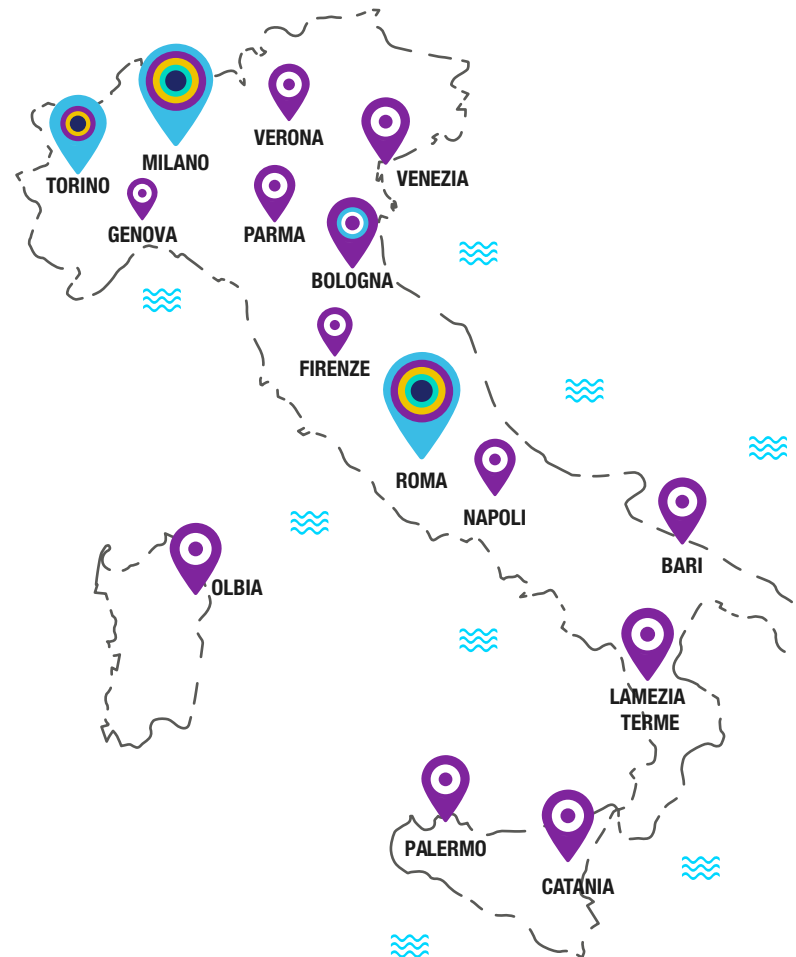 VERONA
MILANO
VENEZIA
TORINO
GENOVA
PARMA
BOLOGNA
FIRENZE
ROMA
NAPOLI
BARI
OLBIA
LAMEZIA
TERME
PALERMO
CATANIA